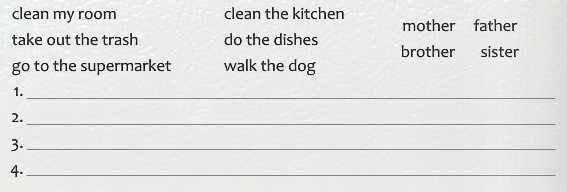 clean my room
take out the trash
go to the supermarket
clean the kitchen
do the dishes
walk the dog
mother father
brother sister
1.
2.
3.
4.